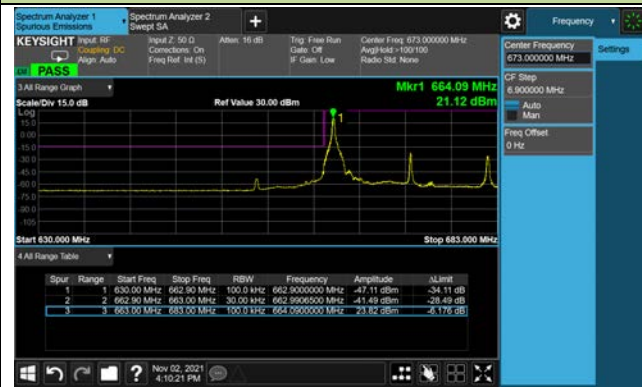 Spectrum Analyzer 1
Spurious Emissions
Spectrum Analyzer 2
Swept SA
Frequency
KEYSIGHT
Input: RF
Coupling: DC
Align: Auto
Input Z: 50 Ω
Corrections: On
Freq Ref: Int (S)
Atten: 16 dB
Trig: Free Run
Gate: Off
IF Gain: Low
Center Freq: 673.000000 MHz
Avg|Hold:>100/100
Radio Std: None
PASS
Center Frequency
673.000000 MHz
Settings
CF Step
6.900000 MHz
Auto
Man
Freq Offset
0 Hz
3 All Range Graph
Mkr1 664.09 MHz
21.12 dBm
Scale/Div 15.0 dB
Ref Value 30.00 dBm
Log
15.0
0.00
-15.0
-30.0
-45.0
-60.0
-75.0
-90.0
-105
1
Start 630.000 MHz
Stop 683.000 MHz
4 All Range Table
Spur Range Start Freq Stop Freq RBW Frequency Amplitude ΔLimit
1 1 630.00 MHz 662.90 MHz 100.0 kHz 662.9000000 MHz -47.11 dBm -34.11 dB
2 2 662.90 MHz 663.00 MHz 30.00 kHz 662.9906500 MHz -41.49 dBm -28.49 dB
3 3 663.00 MHz 683.00 MHz 100.0 kHz 664.0900000 MHz 23.82 dBm -6.176 dB
Nov 02, 2021
4:10:21 PM